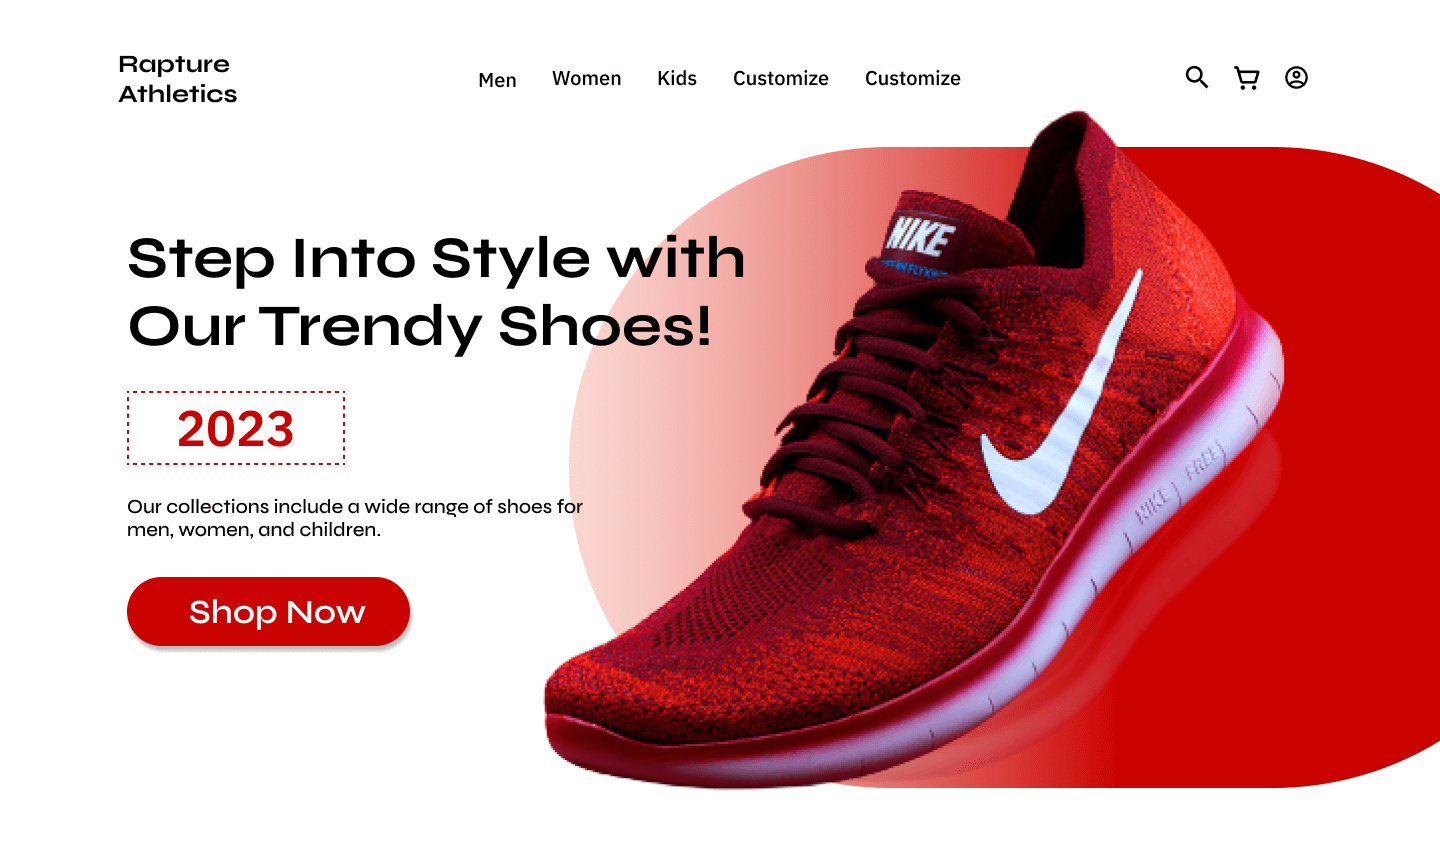 Rapture
Athletics
Men Women Kids Customize Customize
Step Into Style with
Our Trendy Shoes!
2023
Our collections include a wide range of shoes for
men, women, and children.
Shop Now
NIKE
NIKE FREE